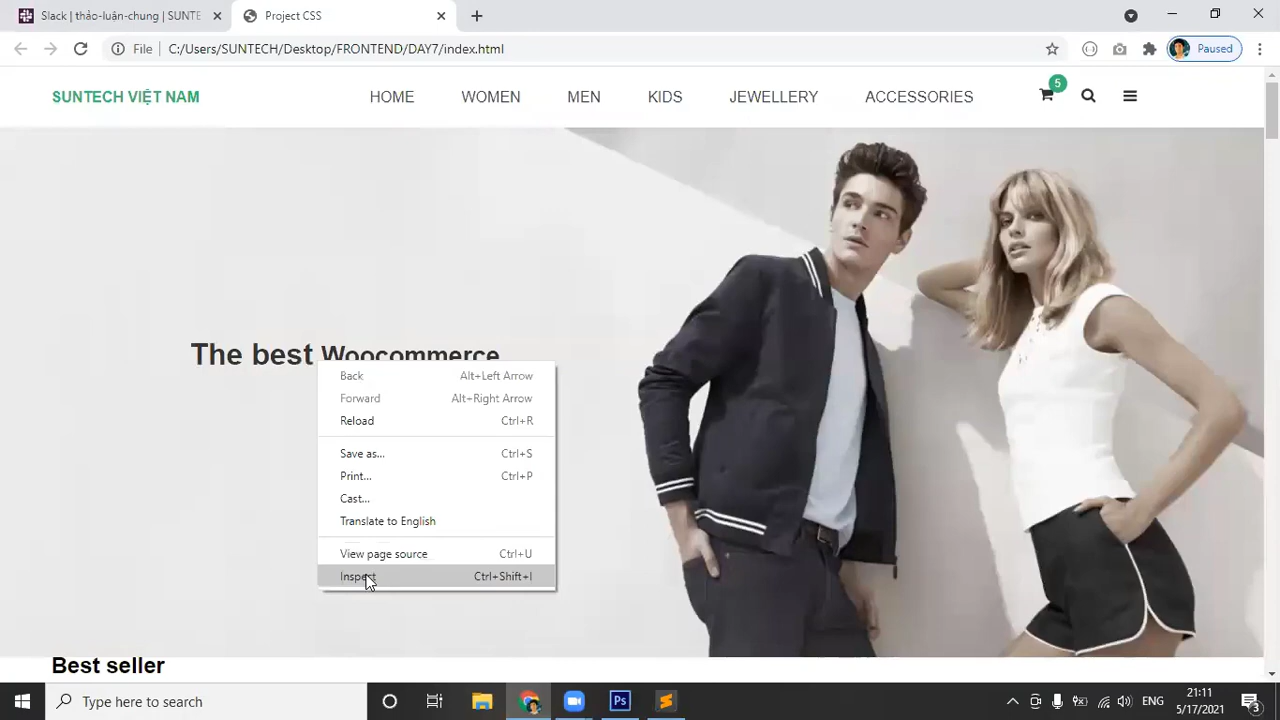 Slack | thảo-luận-chung | SUNTE
Project CSS
File
C:/Users/SUNTECH/Desktop/FRONTEND/DAY7/index.html
Paused
SUNTECH VIỆT NAM
HOME
WOMEN
MEN
KIDS
JEWELLERY
ACCESSORIES
5
The best Woocommerce
Back Alt+Left Arrow
Forward Alt+Right Arrow
Reload Ctrl+R
Save as... Ctrl+S
Print... Ctrl+P
Cast...
Translate to English
View page source Ctrl+U
Inspect Ctrl+Shift+I
Best seller
Type here to search
Ps
ENG
21:11
5/17/2021
3